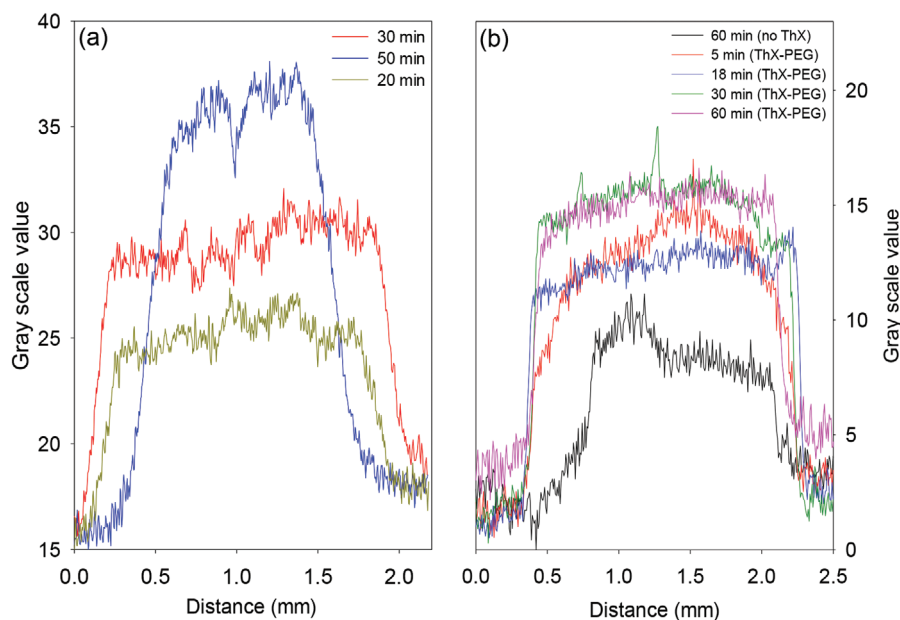 (a)
30 min
50 min
20 min
40
35
30
25
20
15
Gray scale value
0.0 0.5 1.0 1.5 2.0
Distance (mm)
(b)
60 min (no ThX)
5 min (ThX-PEG)
18 min (ThX-PEG)
30 min (ThX-PEG)
60 min (ThX-PEG)
20
15
10
5
0
Gray scale value
0.0 0.5 1.0 1.5 2.0 2.5
Distance (mm)